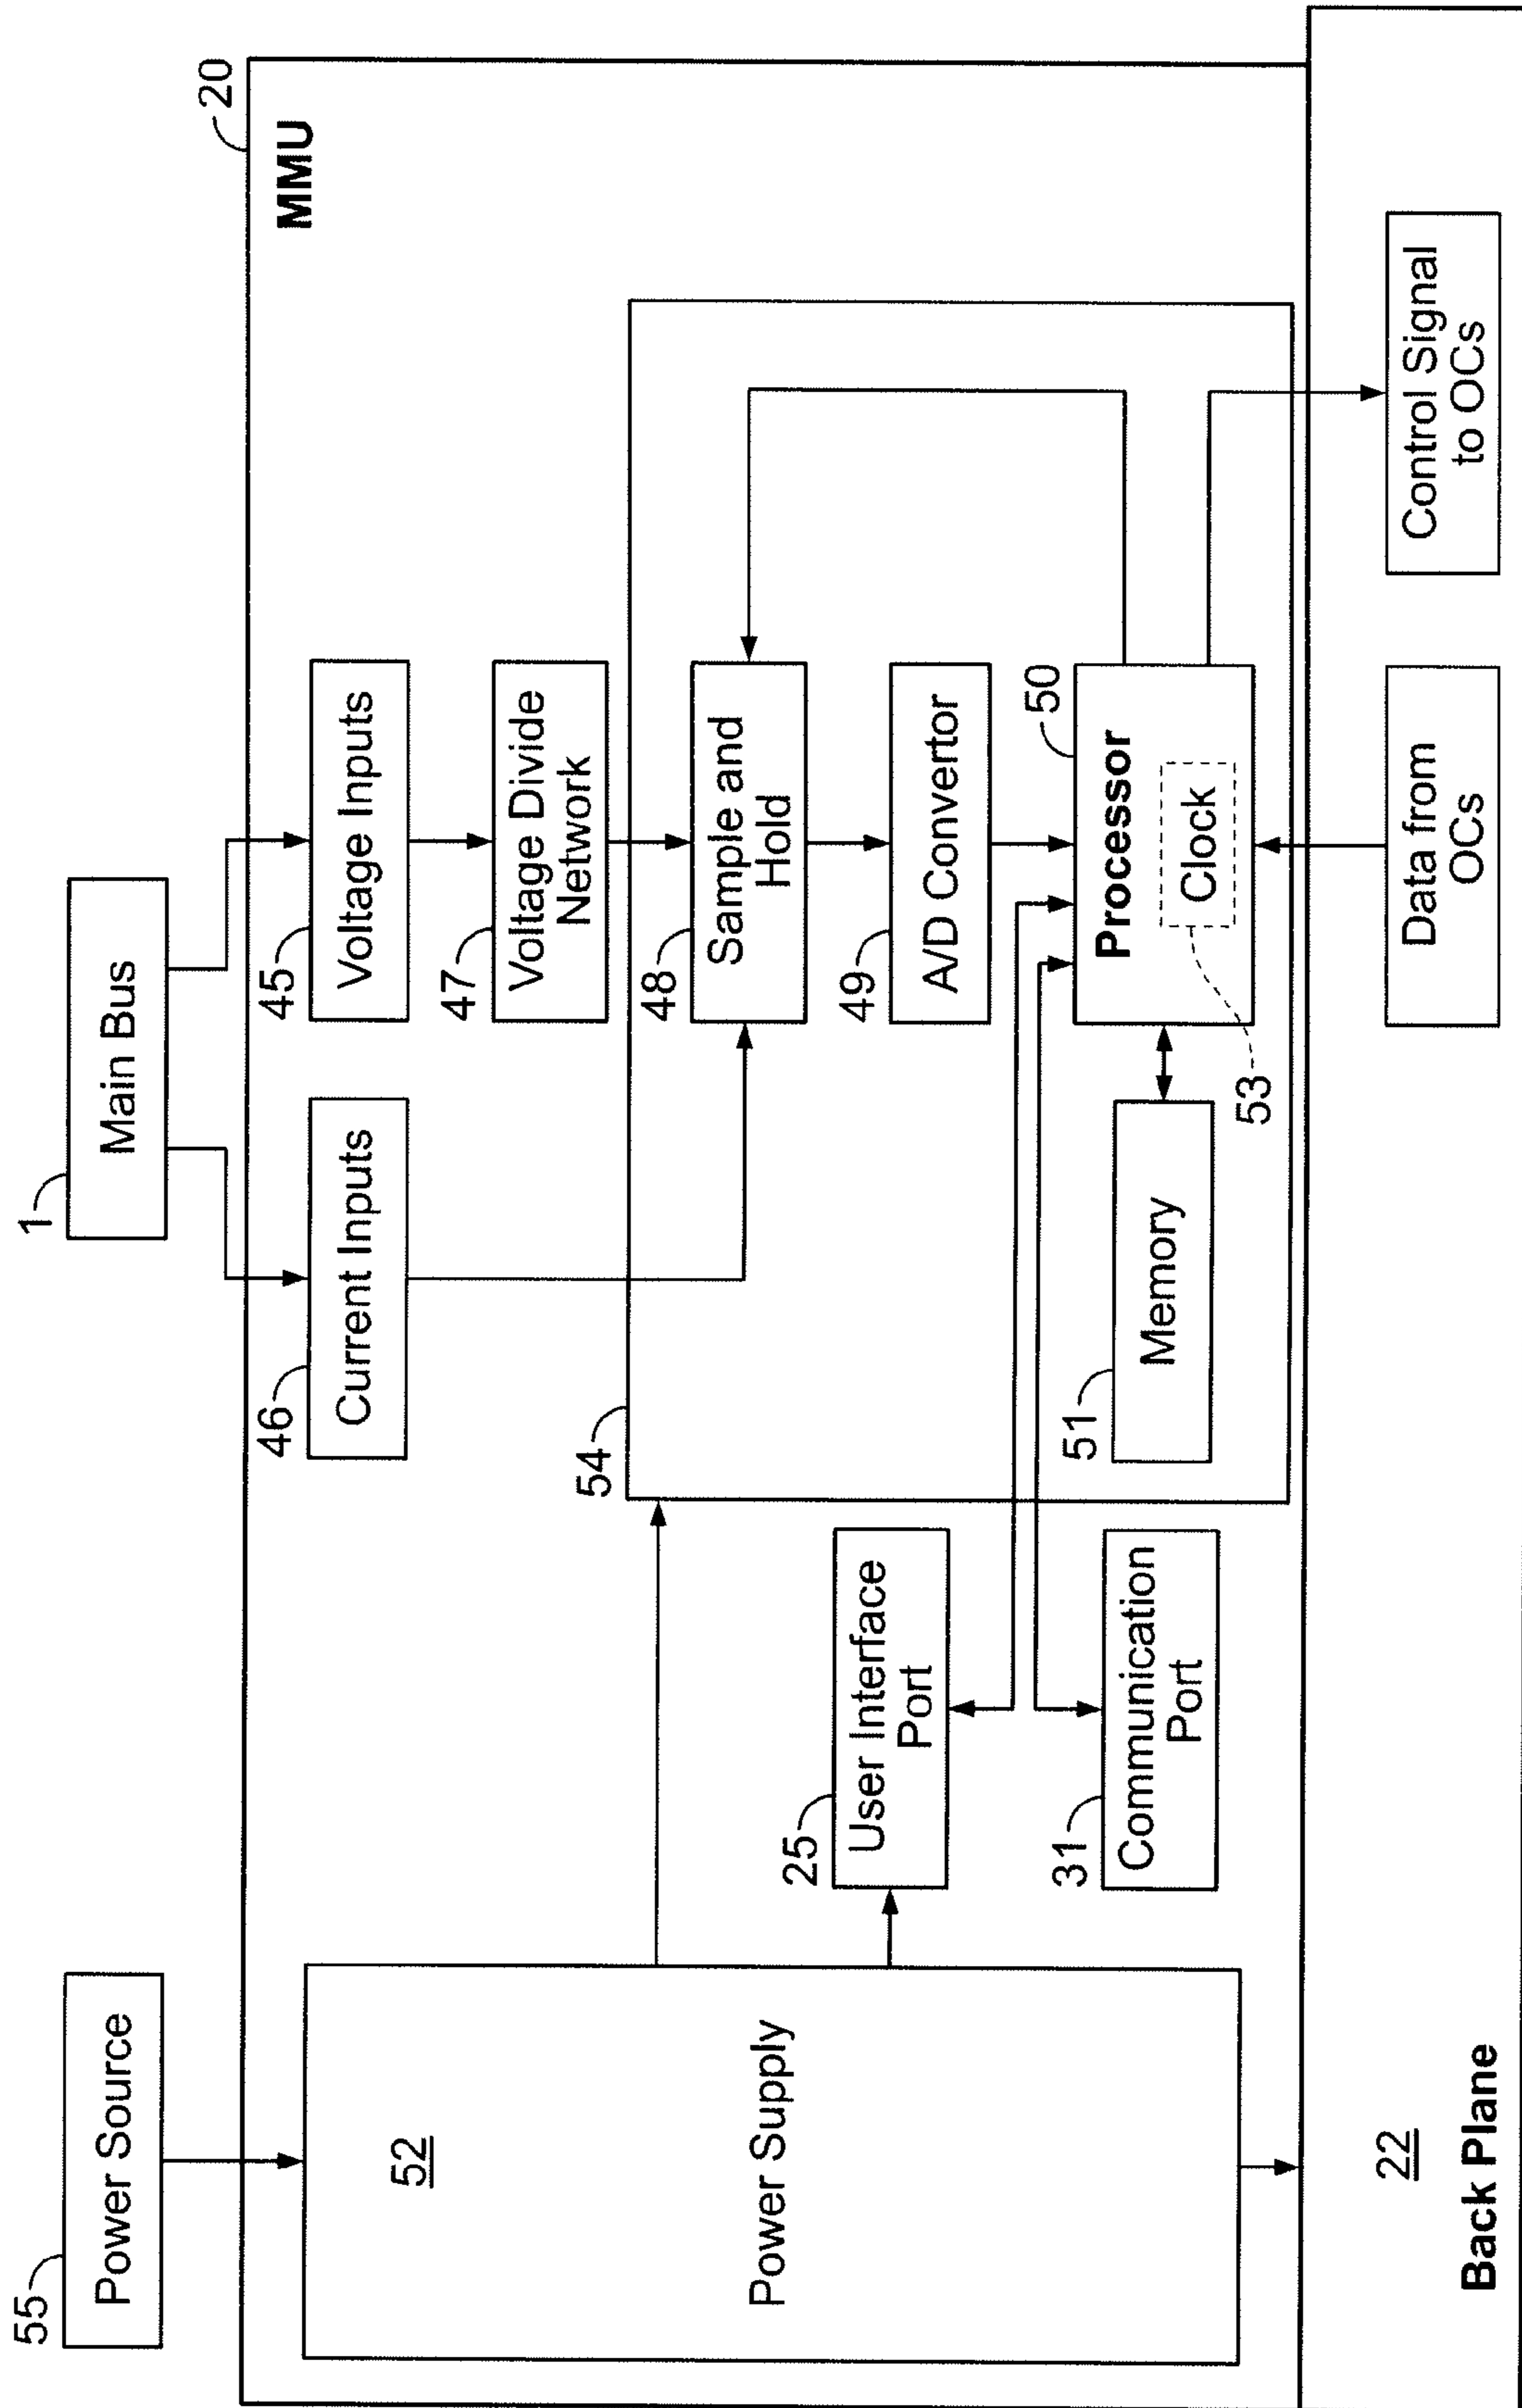 55
Power Source
1
Main Bus
20
MMU
52
Power Supply
46
Current Inputs
45
Voltage Inputs
47
Voltage Divide
Network
54
48
Sample and
Hold
25
User Interface
Port
49
A/D Convertor
31
Communication
Port
51
Memory
50
Processor
Clock
53
22
Back Plane
Data from
OCs
Control Signal
to OCs